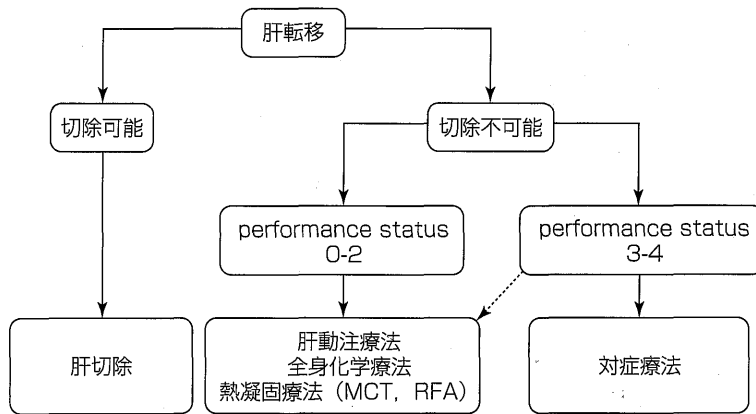 肝転移
切除可能
切除不可能
performance status
0-2
performance status
3-4
肝切除
肝動注療法
全身化学療法
熱凝固療法（MCT，RFA）
対症療法